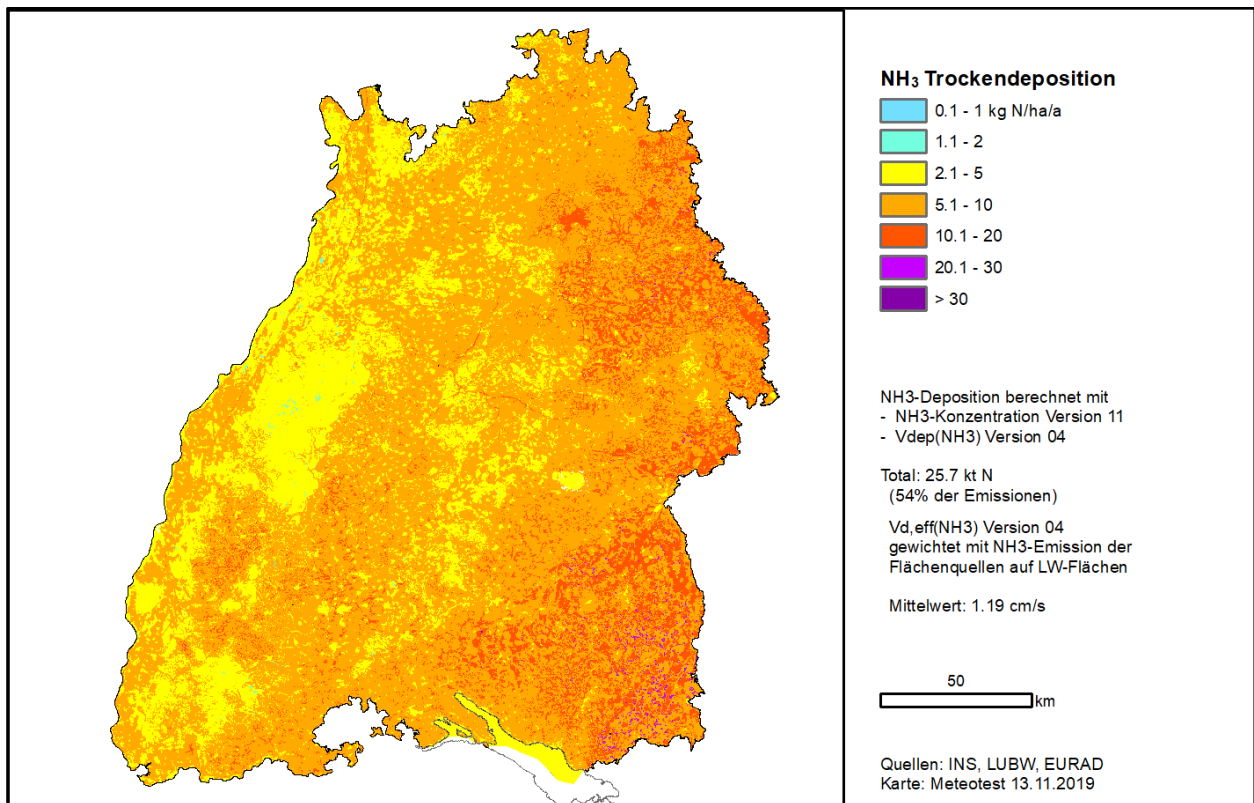 NH₃ Trockendeposition
0.1 - 1 kg N/ha/a
1.1 - 2
2.1 - 5
5.1 - 10
10.1 - 20
20.1 - 30
> 30
NH3-Deposition berechnet mit
- NH3-Konzentration Version 11
- Vdep(NH3) Version 04
Total: 25.7 kt N
(54% der Emissionen)
Vd,eff(NH3) Version 04
gewichtet mit NH3-Emission der
Flächenquellen auf LW-Flächen
Mittelwert: 1.19 cm/s
50
km
Quellen: INS, LUBW, EURAD
Karte: Meteotest 13.11.2019